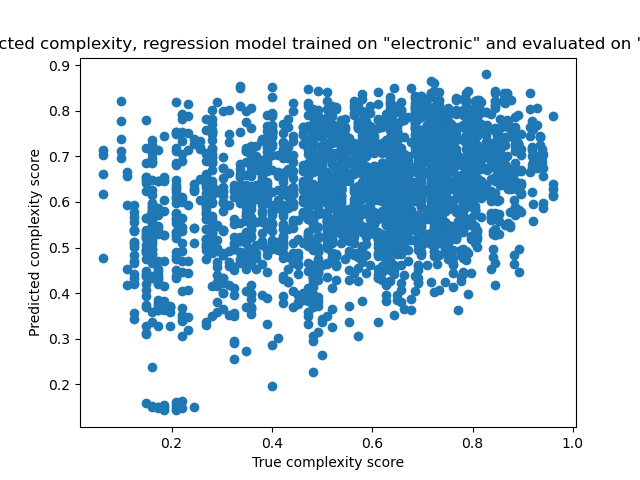 cted complexity, regression model trained on "electronic" and evaluated on "
0.9
0.8
0.7
0.6
0.5
0.4
0.3
0.2
Predicted complexity score
0.2 0.4 0.6 0.8 1.0
True complexity score